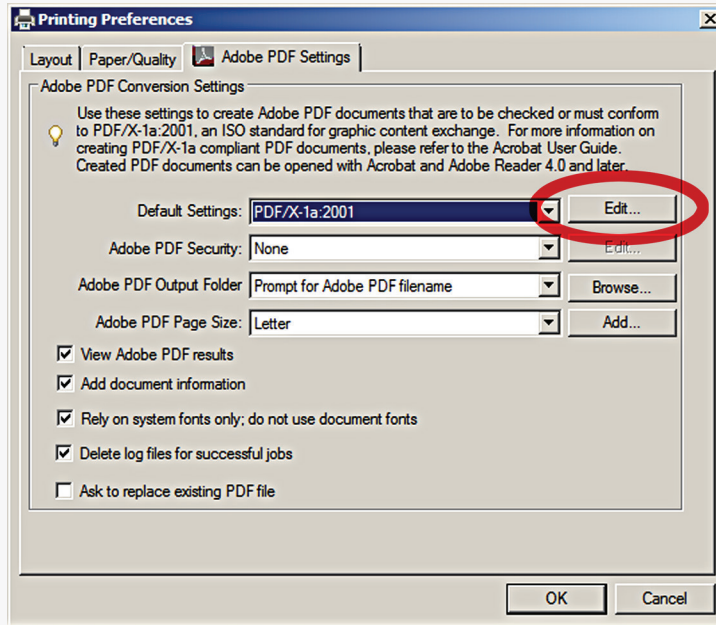 Printing Preferences
Layout
Paper/Quality
Adobe PDF Settings
Adobe PDF Conversion Settings
Use these settings to create Adobe PDF documents that are to be checked or must conform
to PDF/X-1a:2001, an ISO standard for graphic content exchange. For more information on
creating PDF/X-1a compliant PDF documents, please refer to the Acrobat User Guide.
Created PDF documents can be opened with Acrobat and Adobe Reader 4.0 and later.
Default Settings: PDF/X-1a:2001 Edit...
Adobe PDF Security: None Edit...
Adobe PDF Output Folder Prompt for Adobe PDF filename Browse...
Adobe PDF Page Size: Letter Add...
View Adobe PDF results
Add document information
Rely on system fonts only; do not use document fonts
Delete log files for successful jobs
Ask to replace existing PDF file
OK Cancel